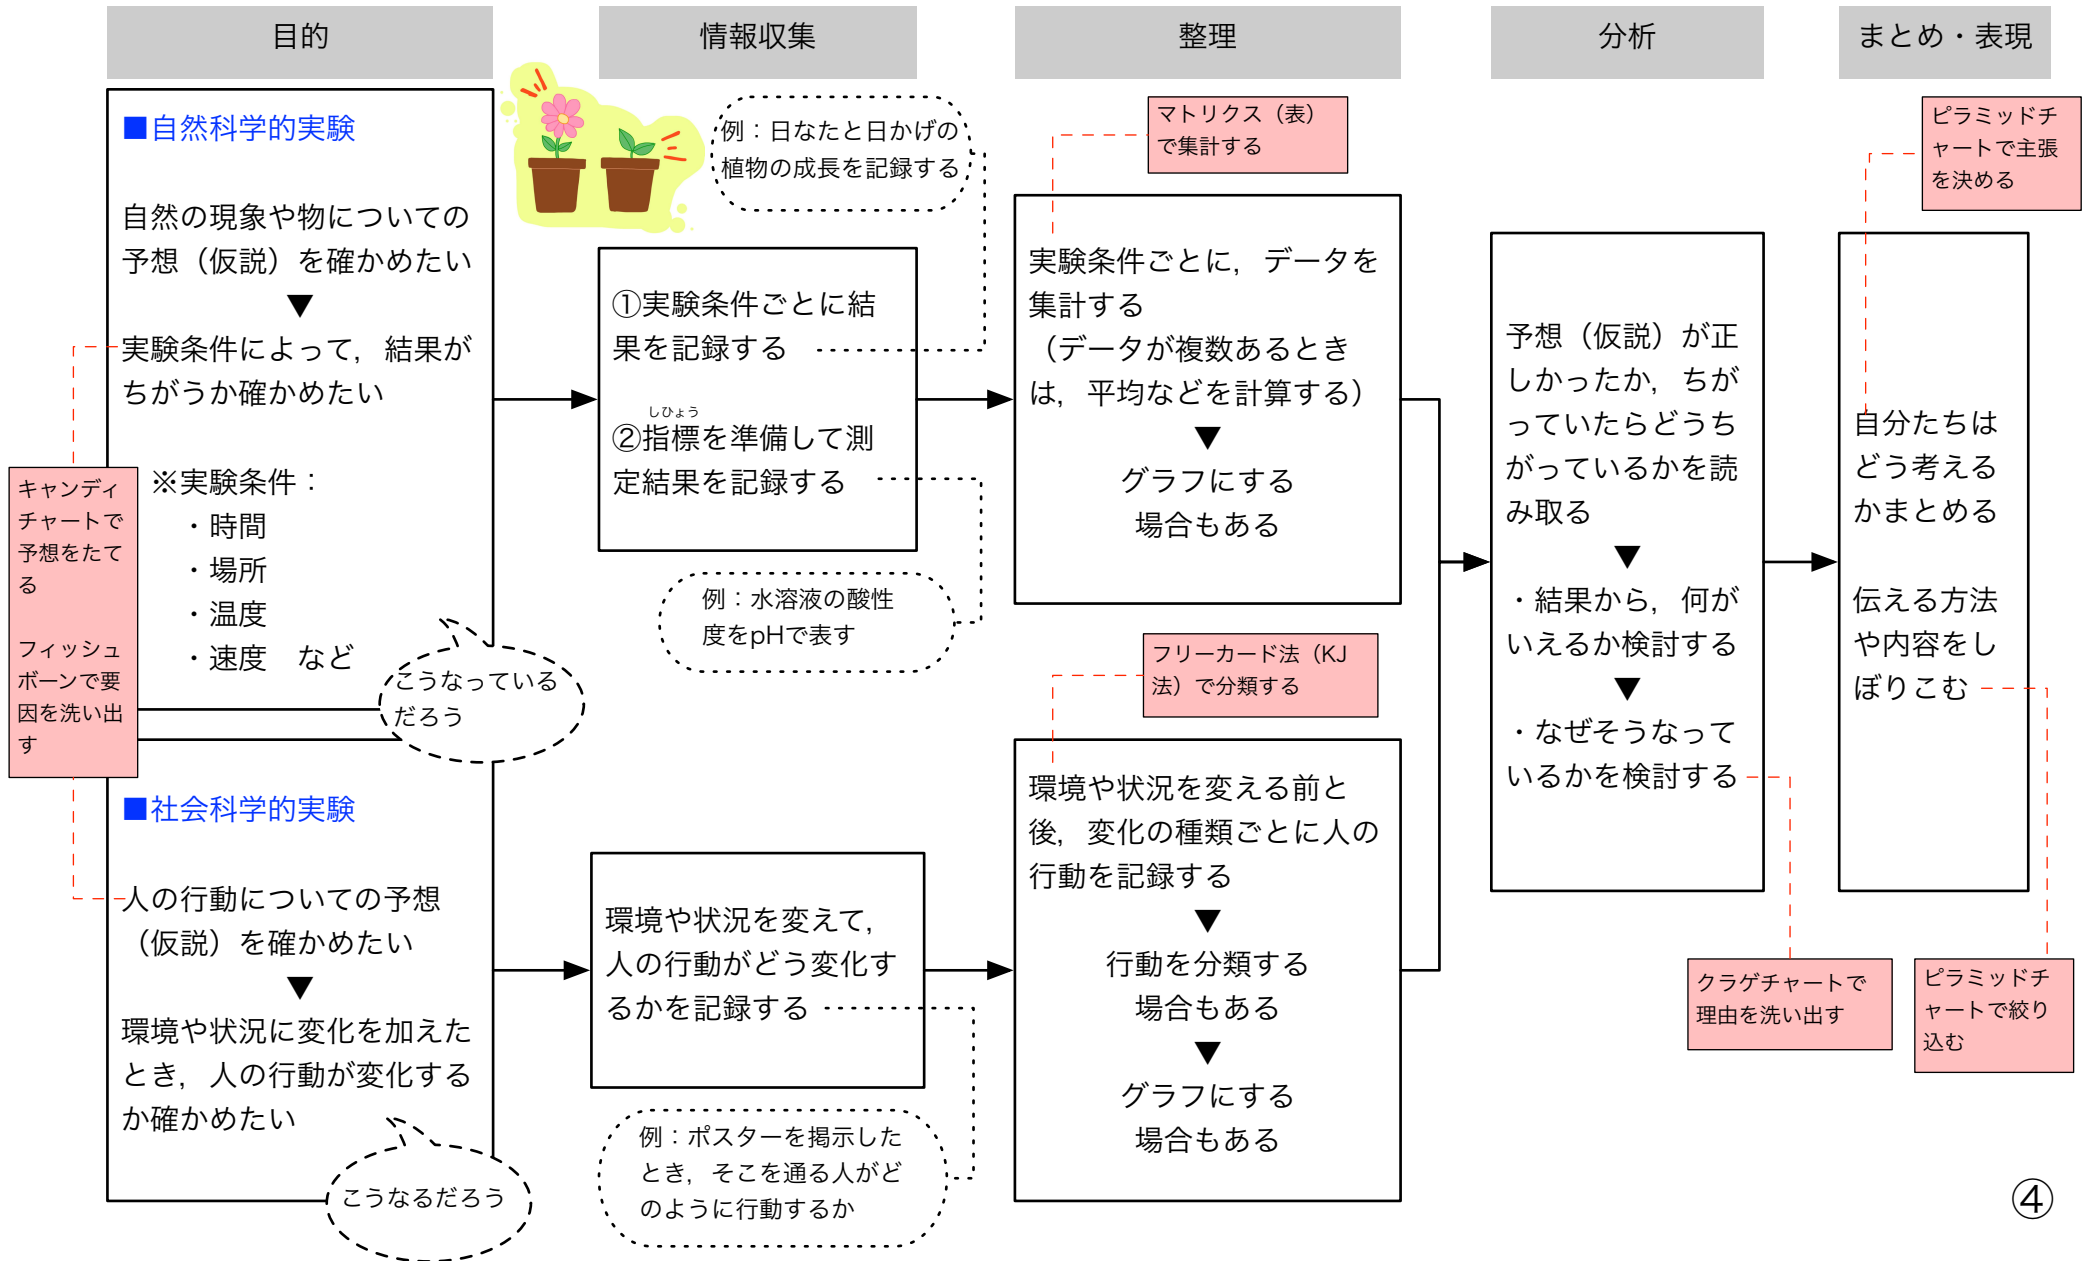 目的
情報収集
整理
分析
まとめ・表現
■自然科学的実験
自然の現象や物についての
予想（仮説）を確かめたい
▼
実験条件によって，結果が
ちがうか確かめたい
※実験条件：
・時間
・場所
・温度
・速度　など
こうなっている
だろう
キャンディ
チャートで
予想をたて
る
フィッシュ
ボーンで要
因を洗い出
す
■社会科学的実験
人の行動についての予想
（仮説）を確かめたい
▼
環境や状況に変化を加えた
とき，人の行動が変化する
か確かめたい
こうなるだろう
例：日なたと日かげの
植物の成長を記録する
①実験条件ごとに結
果を記録する
しひょう
②指標を準備して測
定結果を記録する
例：水溶液の酸性
度をpHで表す
環境や状況を変えて，
人の行動がどう変化す
るかを記録する
例：ポスターを掲示した
とき，そこを通る人がど
のように行動するか
マトリクス（表）
で集計する
実験条件ごとに，データを
集計する
（データが複数あるとき
は，平均などを計算する）
▼
グラフにする
場合もある
フリーカード法（KJ
法）で分類する
環境や状況を変える前と
後，変化の種類ごとに人の
行動を記録する
▼
行動を分類する
場合もある
▼
グラフにする
場合もある
予想（仮説）が正
しかったか，ちが
っていたらどうち
がっているかを読
み取る
▼
・結果から，何が
いえるか検討する
▼
・なぜそうなって
いるかを検討する
クラゲチャートで
理由を洗い出す
ピラミッドチ
ャートで主張
を決める
自分たちは
どう考える
かまとめる
伝える方法
や内容をし
ぼりこむ
ピラミッドチ
ャートで絞り
込む
④